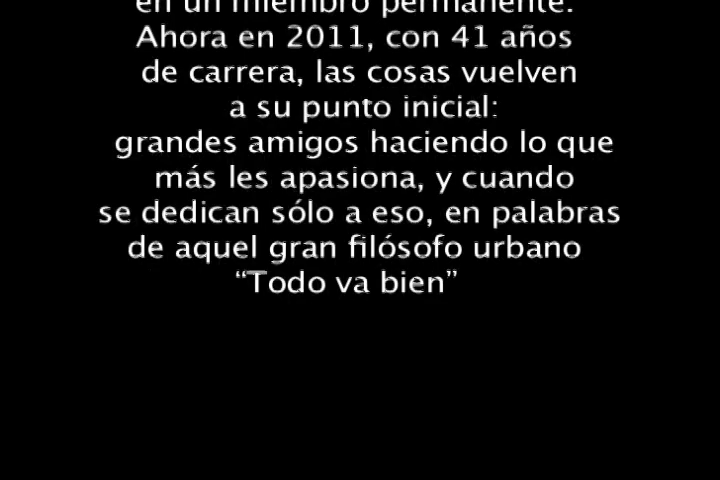 en un miembro permanente.
Ahora en 2011, con 41 años
de carrera, las cosas vuelven
a su punto inicial:
grandes amigos haciendo lo que
más les apasiona, y cuando
se dedican sólo a eso, en palabras
de aquel gran filósofo urbano
“Todo va bien”